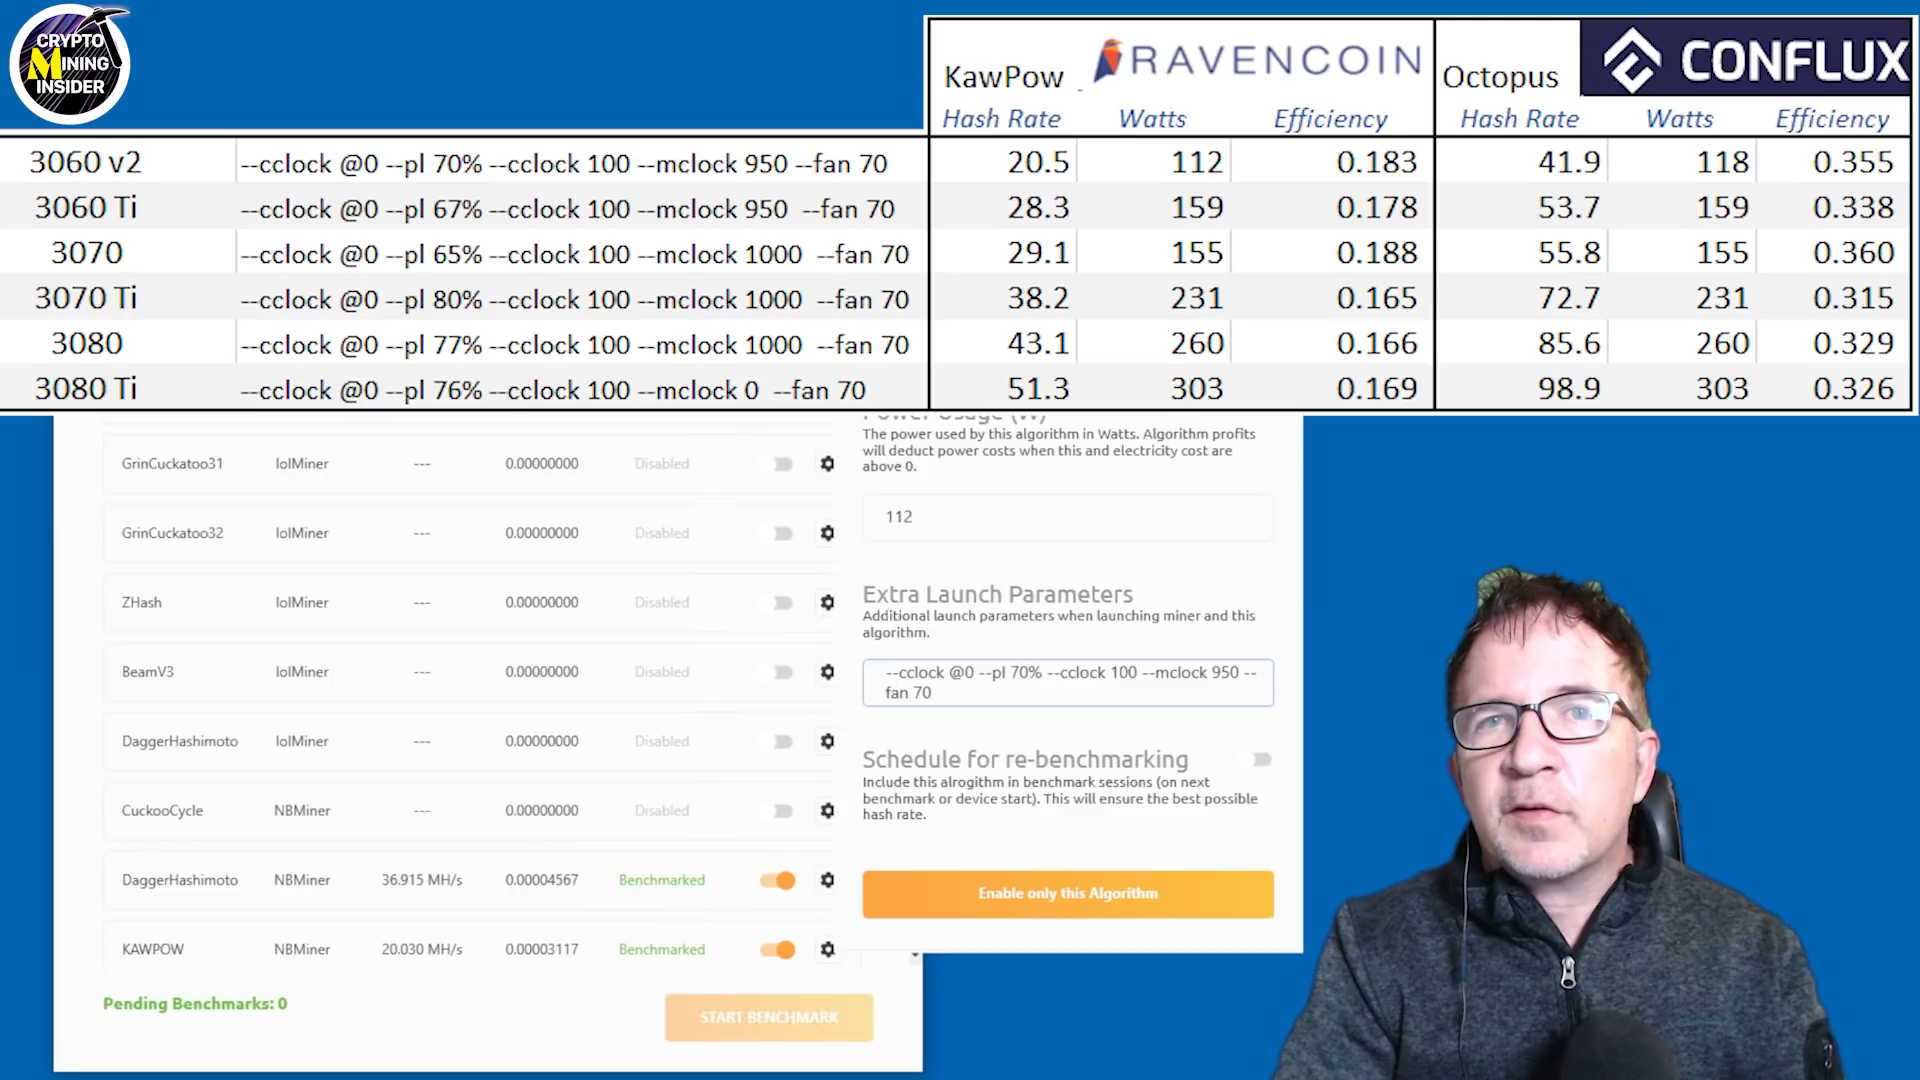 CRYPTO
MINING
INSIDER
KawPow RAVENCOIN Octopus CONFLUX
Hash Rate Watts Efficiency Hash Rate Watts Efficiency
3060 v2 --cclock @0 --pl 70% --cclock 100 --mclock 950 --fan 70 20.5 112 0.183 41.9 118 0.355
3060 Ti --cclock @0 --pl 67% --cclock 100 --mclock 950 --fan 70 28.3 159 0.178 53.7 159 0.338
3070 --cclock @0 --pl 65% --cclock 100 --mclock 1000 --fan 70 29.1 155 0.188 55.8 155 0.360
3070 Ti --cclock @0 --pl 80% --cclock 100 --mclock 1000 --fan 70 38.2 231 0.165 72.7 231 0.315
3080 --cclock @0 --pl 77% --cclock 100 --mclock 1000 --fan 70 43.1 260 0.166 85.6 260 0.329
3080 Ti --cclock @0 --pl 76% --cclock 100 --mclock 0 --fan 70 51.3 303 0.169 98.9 303 0.326
GrinCuckatoo31 lolMiner --- 0.00000000 Disabled
GrinCuckatoo32 lolMiner --- 0.00000000 Disabled
ZHash lolMiner --- 0.00000000 Disabled
BeamV3 lolMiner --- 0.00000000 Disabled
DaggerHashimoto lolMiner --- 0.00000000 Disabled
CuckooCycle NBMiner --- 0.00000000 Disabled
DaggerHashimoto NBMiner 36.915 MH/s 0.00004567 Benchmarked
KAWPOW NBMiner 20.030 MH/s 0.00003117 Benchmarked
Pending Benchmarks: 0
START BENCHMARK
Power Usage (W)
The power used by this algorithm in Watts. Algorithm profits
will deduct power costs when this and electricity cost are
above 0.
112
Extra Launch Parameters
Additional launch parameters when launching miner and this
algorithm.
--cclock @0 --pl 70% --cclock 100 --mclock 950 --
fan 70
Schedule for re-benchmarking
Include this alrogithm in benchmark sessions (on next
benchmark or device start). This will ensure the best possible
hash rate.
Enable only this Algorithm